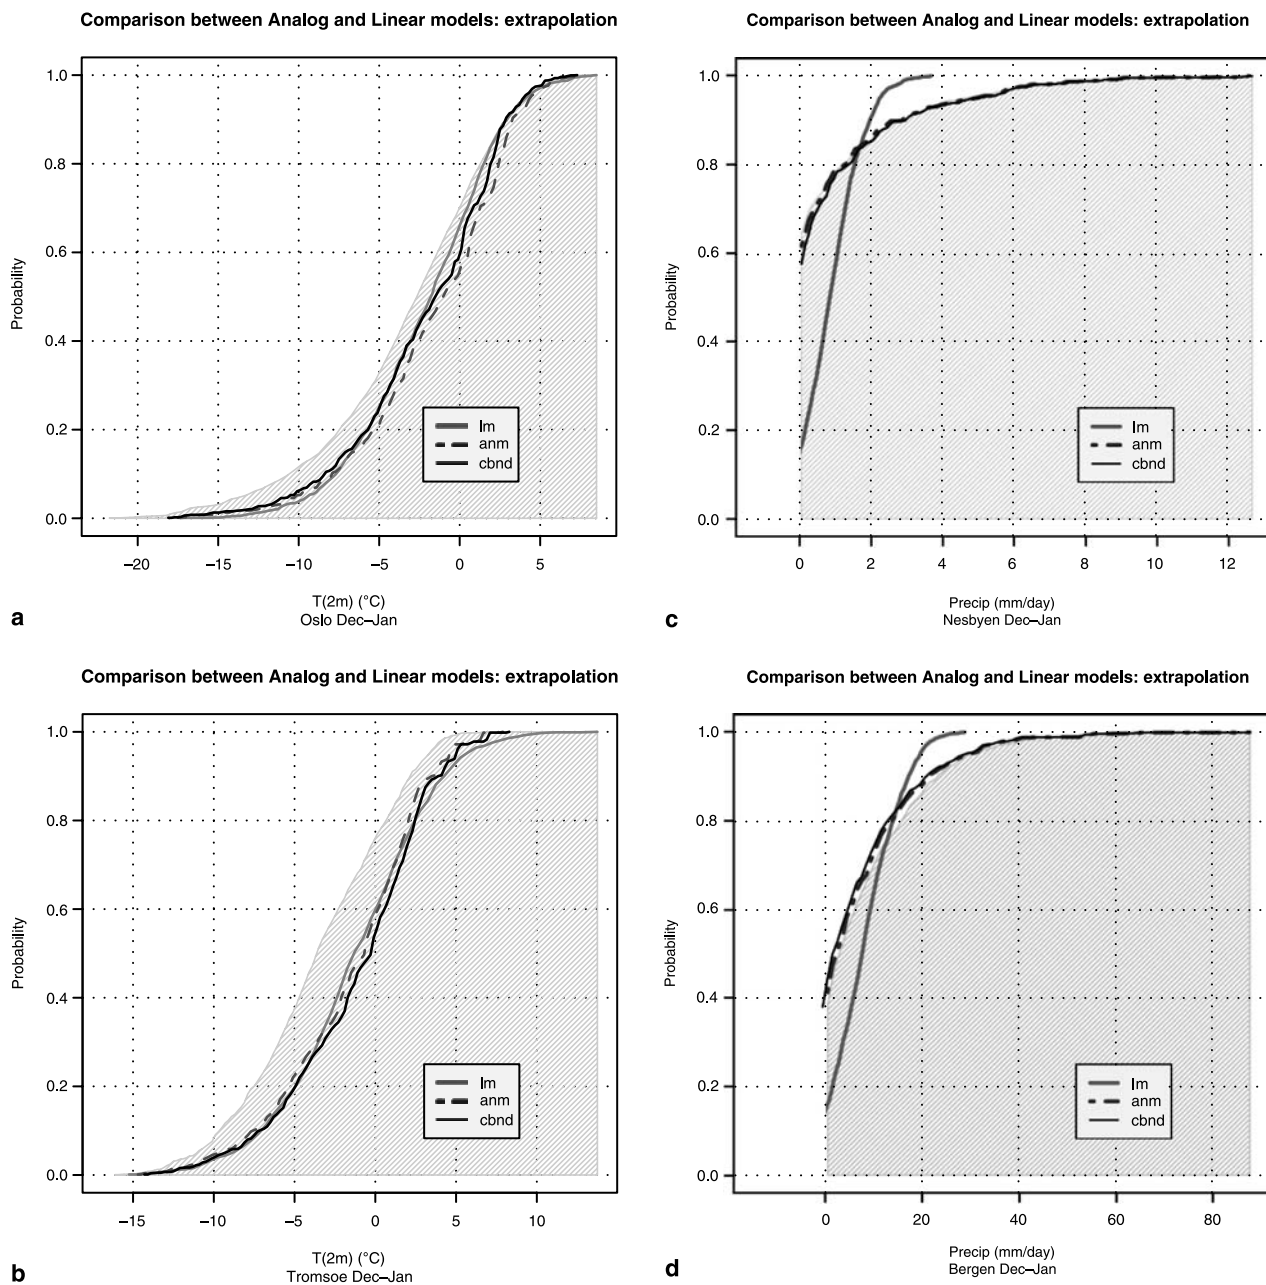 Comparison between Analog and Linear models: extrapolation
Probability
1.0
0.8
0.6
0.4
0.2
0.0
lm
anm
cbnd
−20
−15
−10
−5
0
5
T(2m) (°C)
Oslo Dec–Jan
a
Comparison between Analog and Linear models: extrapolation
Probability
1.0
0.8
0.6
0.4
0.2
0.0
lm
anm
cbnd
0
2
4
6
8
10
12
Precip (mm/day)
Nesbyen Dec–Jan
c
Comparison between Analog and Linear models: extrapolation
Probability
1.0
0.8
0.6
0.4
0.2
0.0
lm
anm
cbnd
−15
−10
−5
0
5
10
T(2m) (°C)
Tromsoe Dec–Jan
b
Comparison between Analog and Linear models: extrapolation
Probability
1.0
0.8
0.6
0.4
0.2
0.0
lm
anm
cbnd
0
20
40
60
80
Precip (mm/day)
Bergen Dec–Jan
d